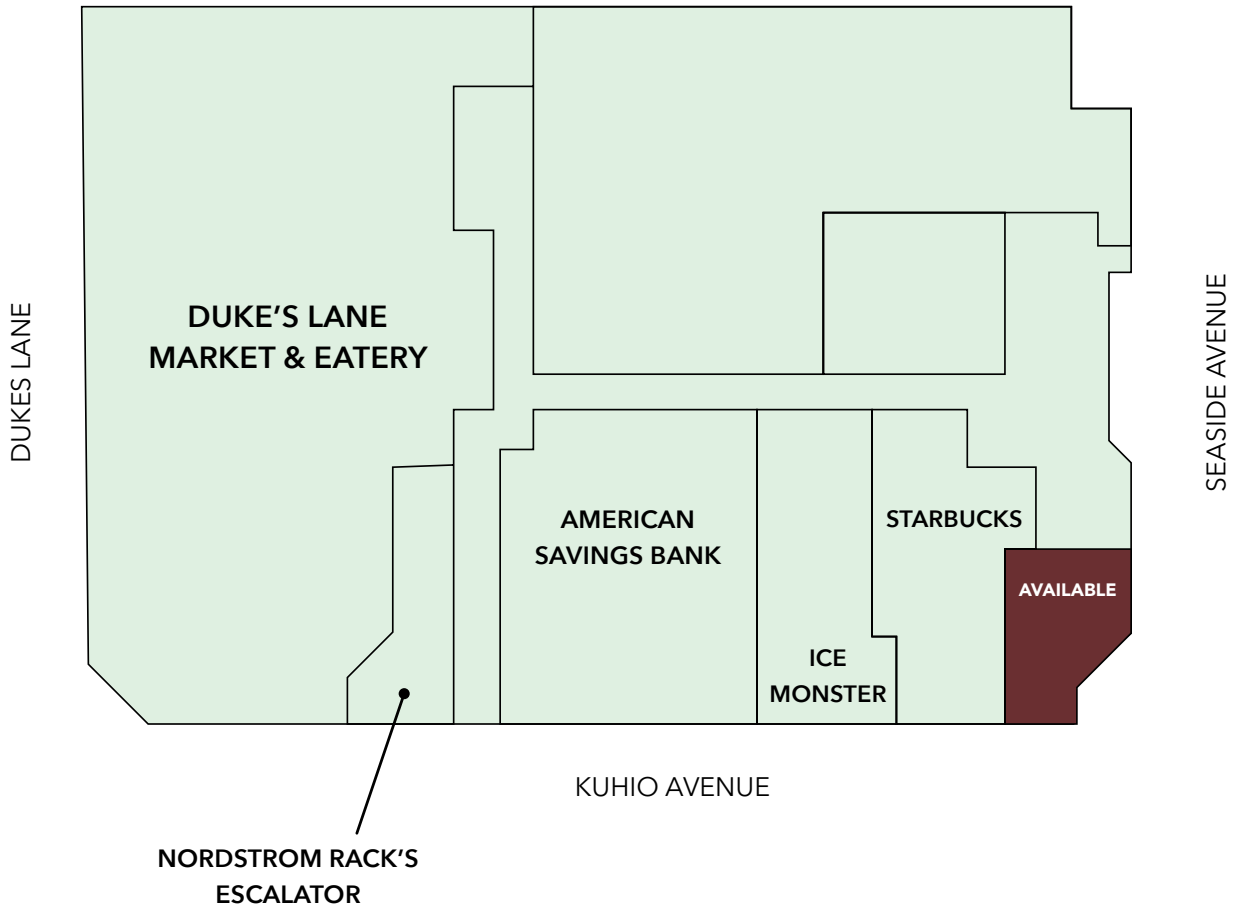 DUKES LANE
DUKE'S LANE
MARKET & EATERY
SEASIDE AVENUE
AMERICAN
SAVINGS BANK
STARBUCKS
AVAILABLE
ICE
MONSTER
KUHIO AVENUE
NORDSTROM RACK'S
ESCALATOR